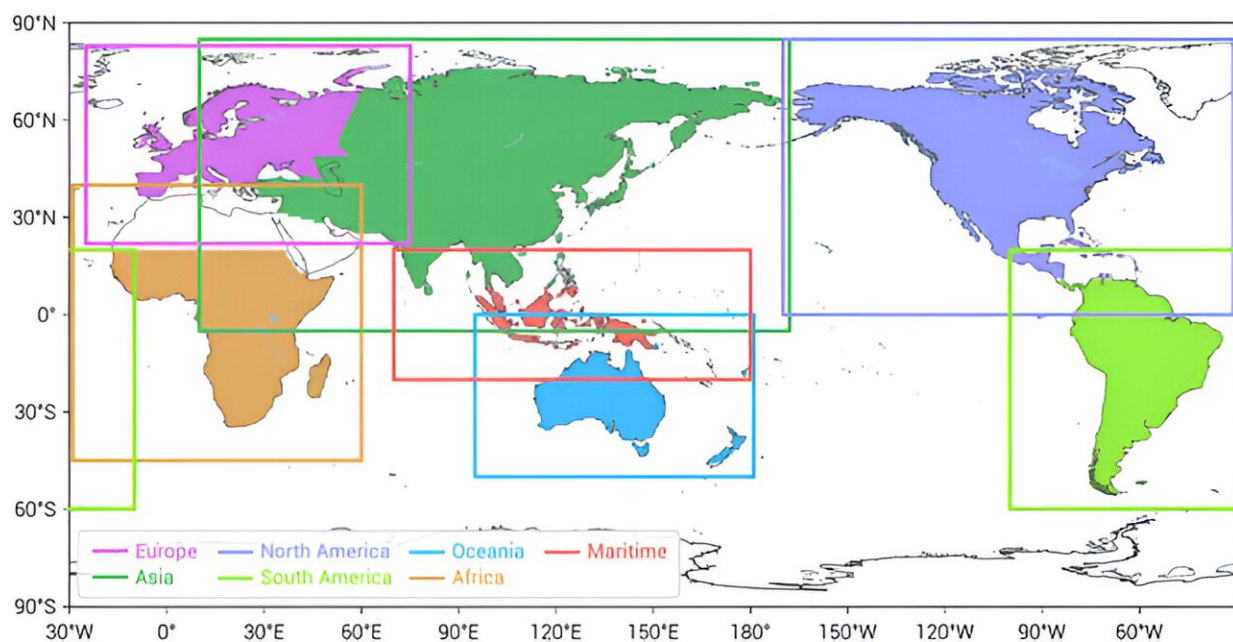 90°N
60°N
30°N
0°
30°S
60°S
90°S
Europe North America Oceania Maritime
Asia South America Africa
30°W 0° 30°E 60°E 90°E 120°E 150°E 180° 150°W 120°W 90°W 60°W